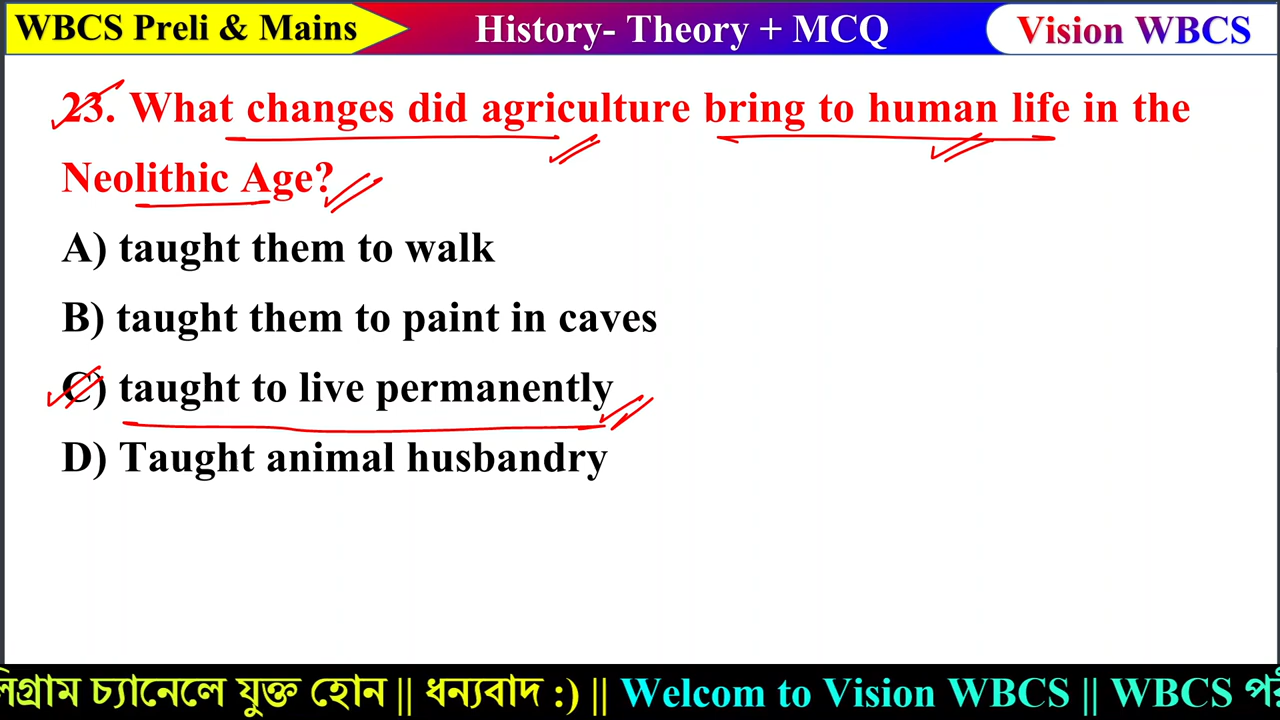 WBCS Preli & Mains
History- Theory + MCQ
Vision WBCS
23. What changes did agriculture bring to human life in the
Neolithic Age?
A) taught them to walk
B) taught them to paint in caves
C) taught to live permanently
D) Taught animal husbandry
চ্যানেলে যুক্ত হোন || ধন্যবাদ :) || Welcom to Vision WBCS || WBCS